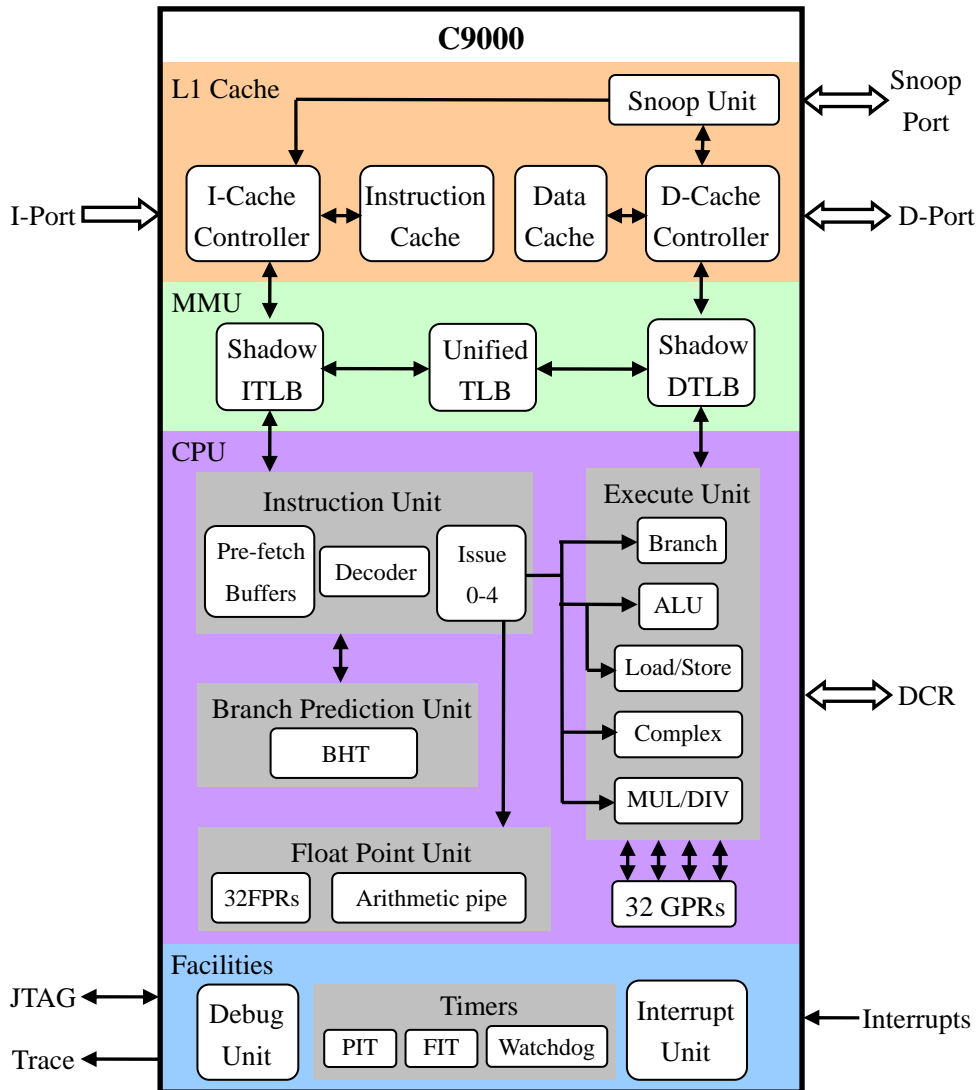 C9000
L1 Cache
Snoop Unit
Snoop
Port
I-Port
I-Cache
Controller
Instruction
Cache
Data
Cache
D-Cache
Controller
D-Port
MMU
Shadow
ITLB
Unified
TLB
Shadow
DTLB
CPU
Instruction Unit
Pre-fetch
Buffers
Decoder
Issue
0-4
Execute Unit
Branch
ALU
Load/Store
Complex
MUL/DIV
DCR
Branch Prediction Unit
BHT
Float Point Unit
32FPRs
Arithmetic pipe
32 GPRs
Facilities
JTAG
Trace
Debug
Unit
Timers
PIT
FIT
Watchdog
Interrupt
Unit
Interrupts